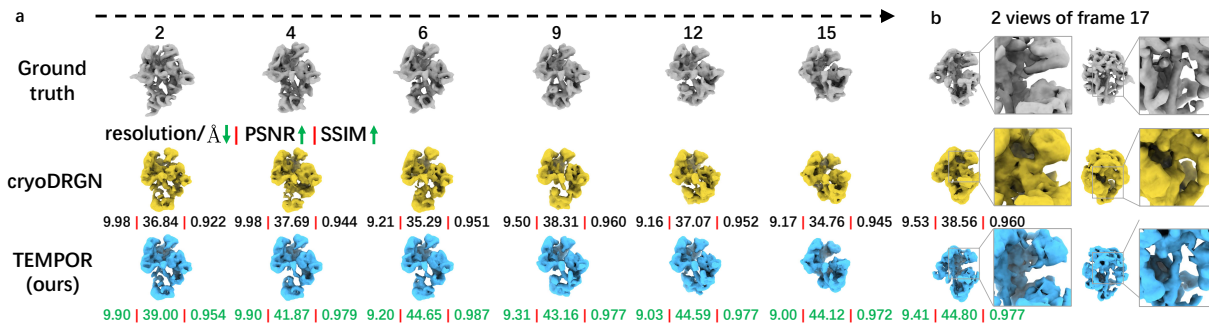 a
b
2 views of frame 17
2 4 6 9 12 15
Ground
truth
resolution/Å↓ | PSNR↑ | SSIM↑
cryoDRGN
9.98 | 36.84 | 0.922 9.98 | 37.69 | 0.944 9.21 | 35.29 | 0.951 9.50 | 38.31 | 0.960 9.16 | 37.07 | 0.952 9.17 | 34.76 | 0.945 9.53 | 38.56 | 0.960
TEMPOR
(ours)
9.90 | 39.00 | 0.954 9.90 | 41.87 | 0.979 9.20 | 44.65 | 0.987 9.31 | 43.16 | 0.977 9.03 | 44.59 | 0.977 9.00 | 44.12 | 0.972 9.41 | 44.80 | 0.977